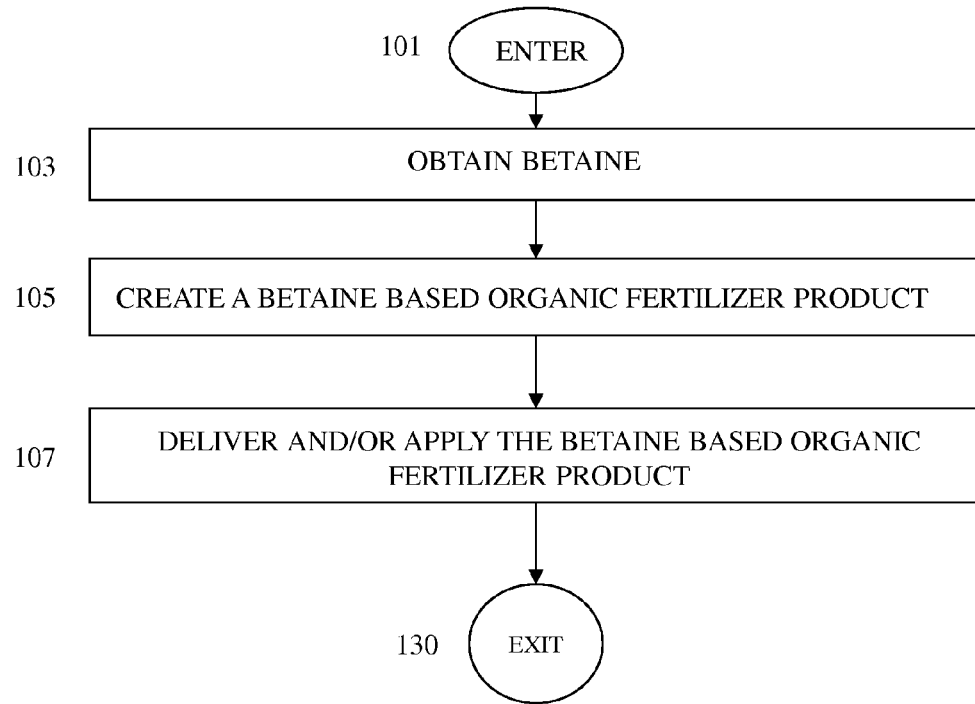 101
ENTER
103
OBTAIN BETAINE
105
CREATE A BETAINE BASED ORGANIC FERTILIZER PRODUCT
107
DELIVER AND/OR APPLY THE BETAINE BASED ORGANIC
FERTILIZER PRODUCT
130
EXIT